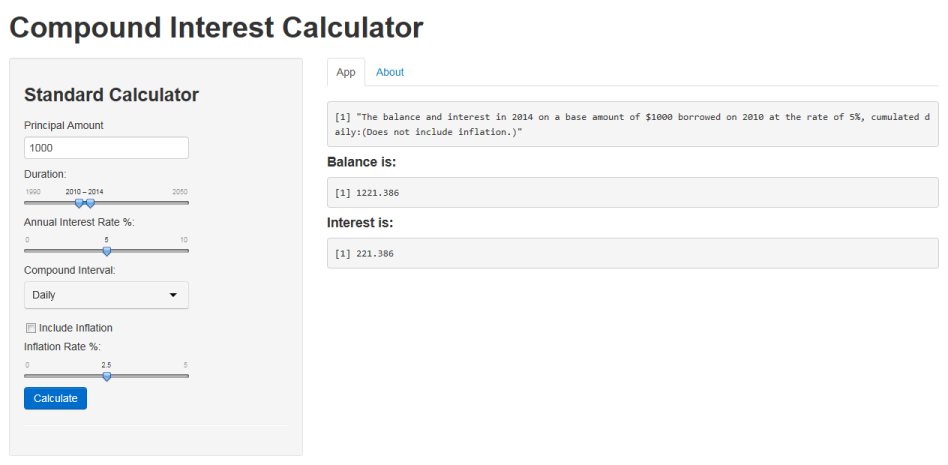 Compound Interest Calculator
Standard Calculator
Principal Amount
1000
Duration:
1990 2010 – 2014 2050
Annual Interest Rate %:
0 5 10
Compound Interval:
Daily
Include Inflation
Inflation Rate %:
0 2.5 5
Calculate
App About
[1] "The balance and interest in 2014 on a base amount of $1000 borrowed on 2010 at the rate of 5%, cumulated d
aily:(Does not include inflation.)"
Balance is:
[1] 1221.386
Interest is:
[1] 221.386